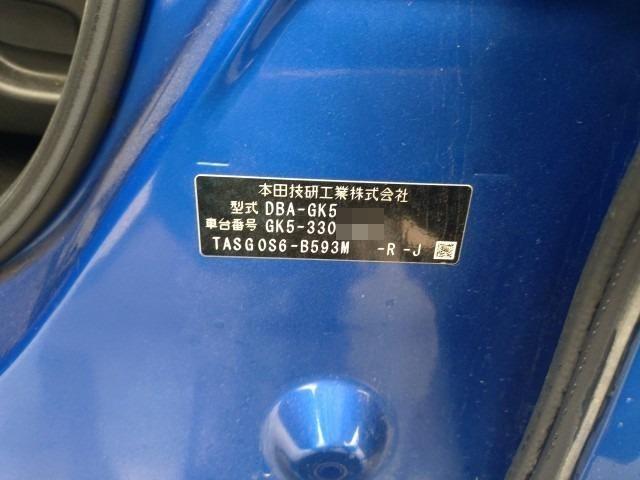 本田技研工業株式会社
型式 DBA-GK5
車台番号 GK5-330
TASG0S6-B593M -R -J